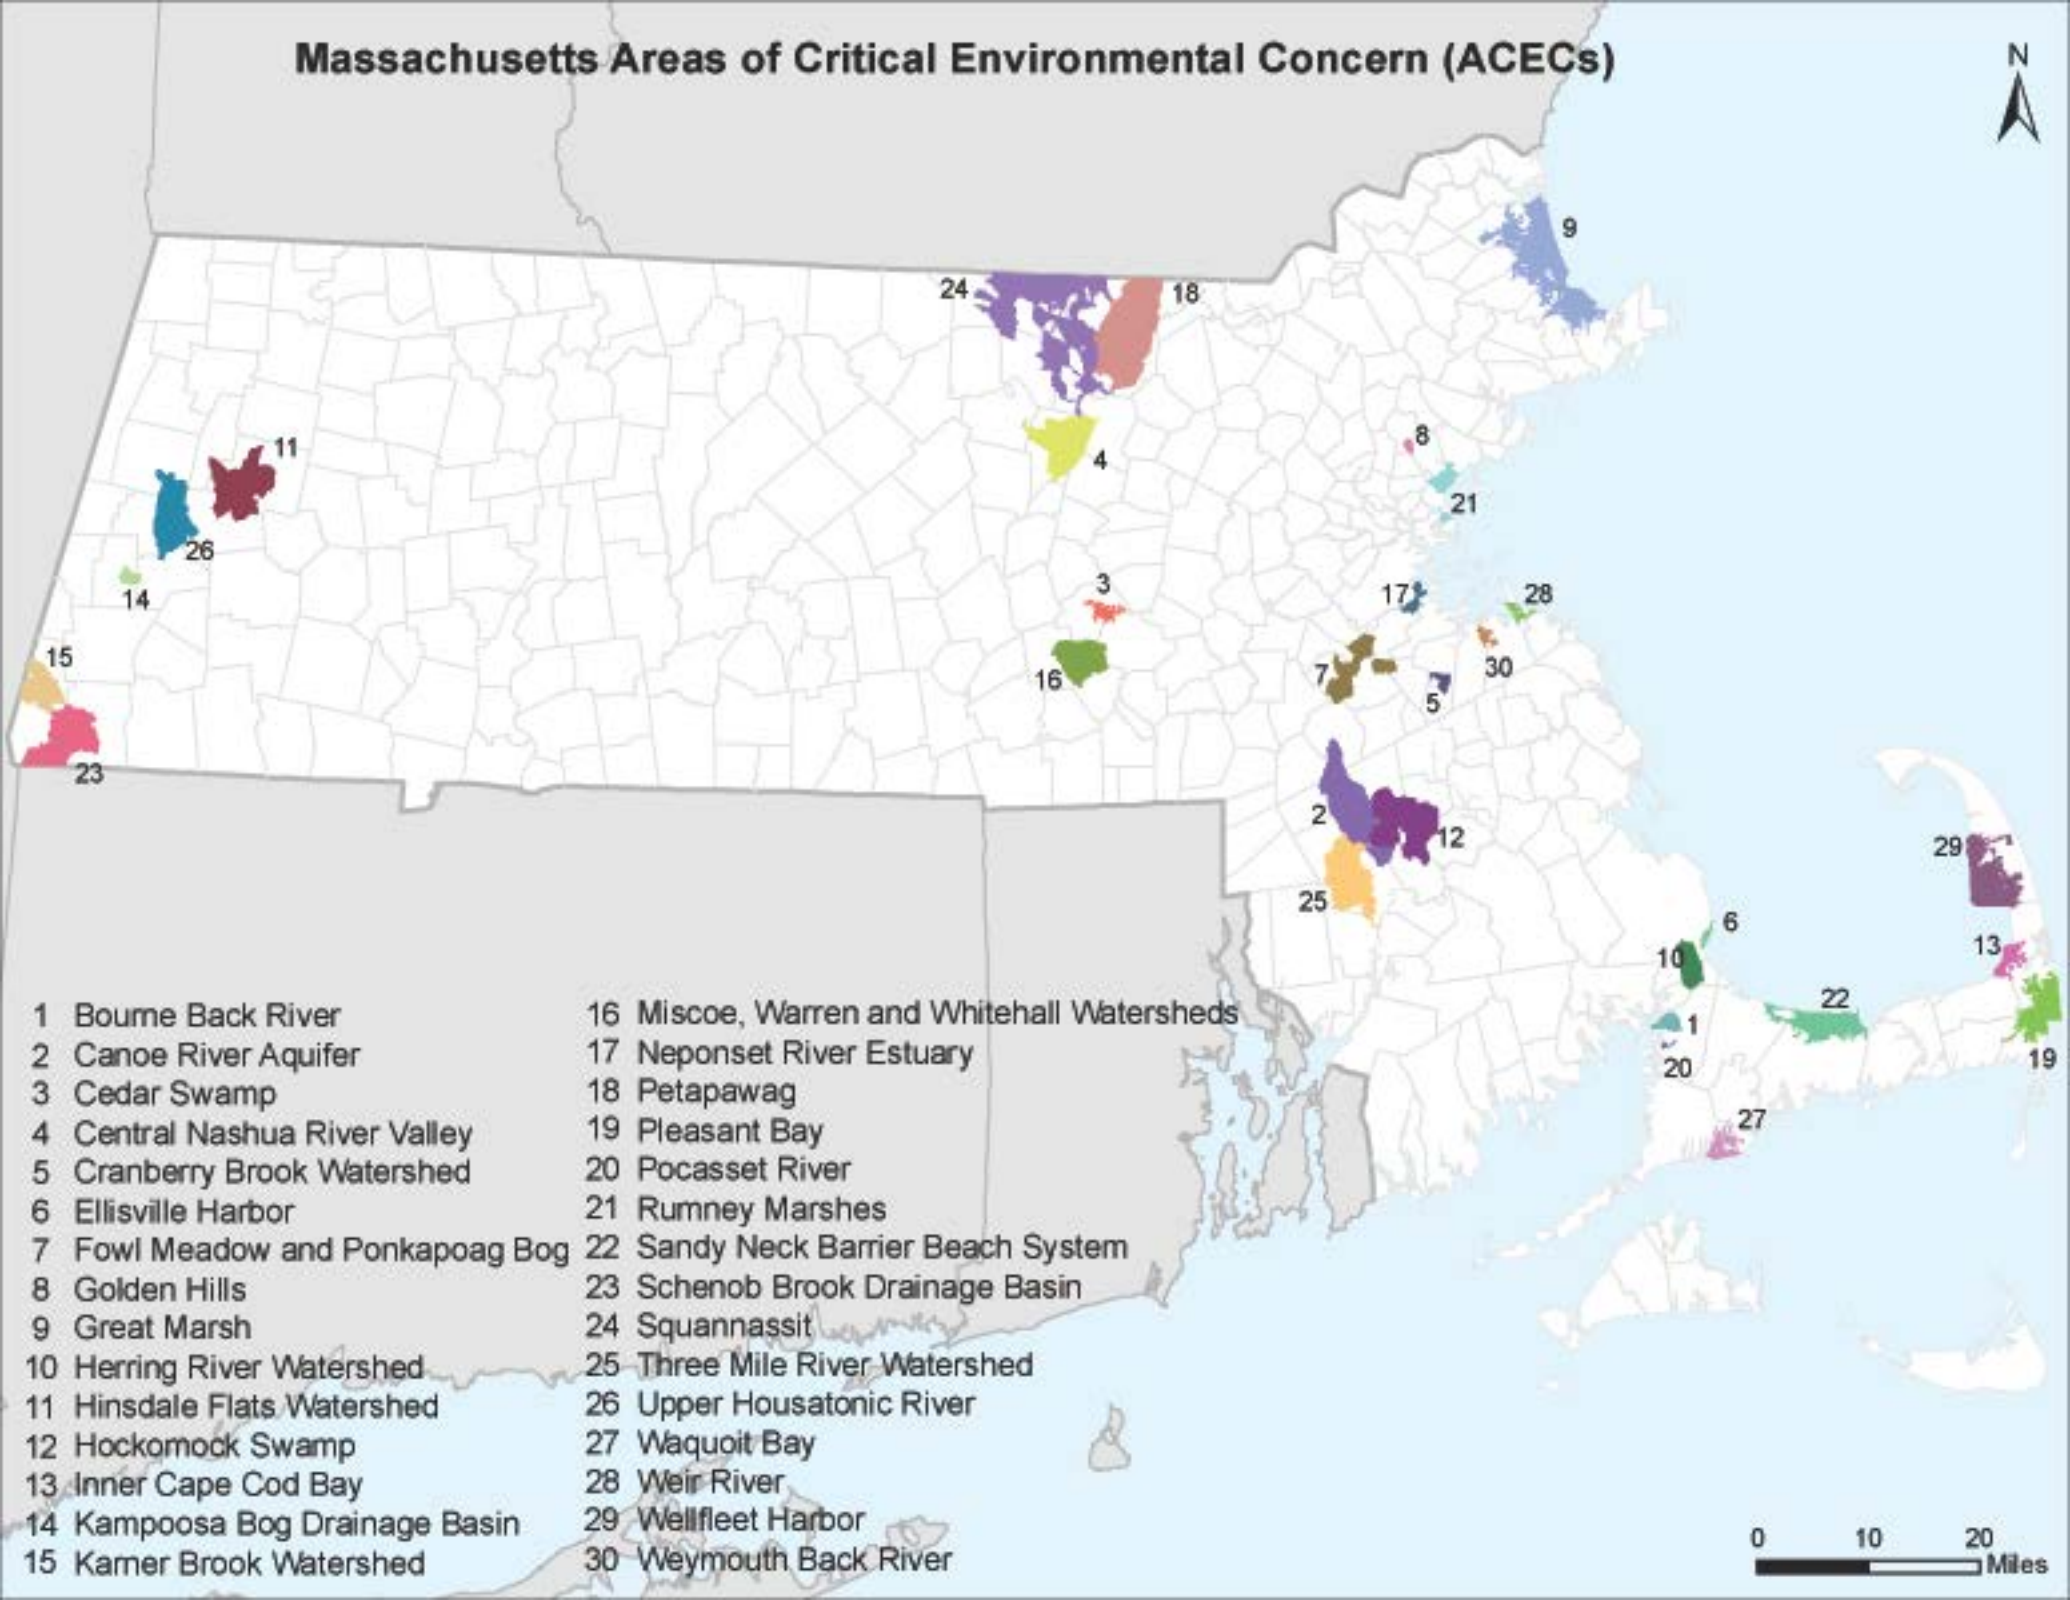 Massachusetts Areas of Critical Environmental Concern (ACECs)
N
9
24
18
11
4
8
21
26
14
3
17
28
15
16
7
30
5
23
2
12
29
25
6
10
13
22
1
20
19
27
1 Bourne Back River
2 Canoe River Aquifer
3 Cedar Swamp
4 Central Nashua River Valley
5 Cranberry Brook Watershed
6 Ellisville Harbor
7 Fowl Meadow and Ponkapoag Bog
8 Golden Hills
9 Great Marsh
10 Herring River Watershed
11 Hinsdale Flats Watershed
12 Hockomock Swamp
13 Inner Cape Cod Bay
14 Kampoosa Bog Drainage Basin
15 Karner Brook Watershed
16 Miscoe, Warren and Whitehall Watersheds
17 Neponset River Estuary
18 Petapawag
19 Pleasant Bay
20 Pocasset River
21 Rumney Marshes
22 Sandy Neck Barrier Beach System
23 Schenob Brook Drainage Basin
24 Squannassit
25 Three Mile River Watershed
26 Upper Housatonic River
27 Waquoit Bay
28 Weir River
29 Wellfleet Harbor
30 Weymouth Back River
0 10 20
Miles